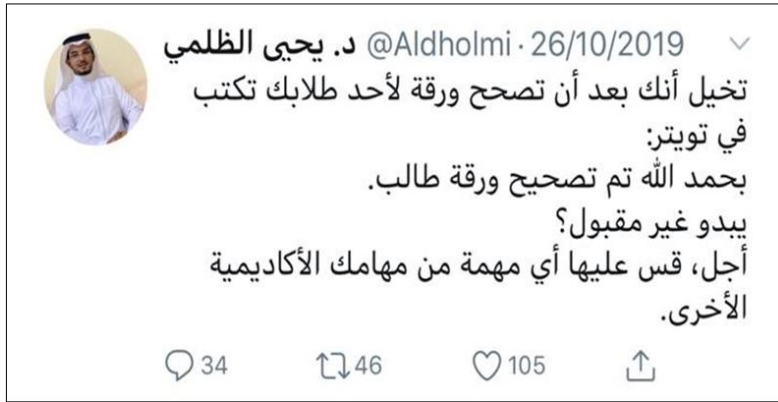 د. يحيى الظلمي @Aldholmi · 26/10/2019
تخيل أنك بعد أن تصحح ورقة لأحد طلابك تكتب
في تويتر:
بحمد الله تم تصحيح ورقة طالب.
يبدو غير مقبول؟
أجل، قس عليها أي مهمة من مهامك الأكاديمية
الأخرى.
34 46 105